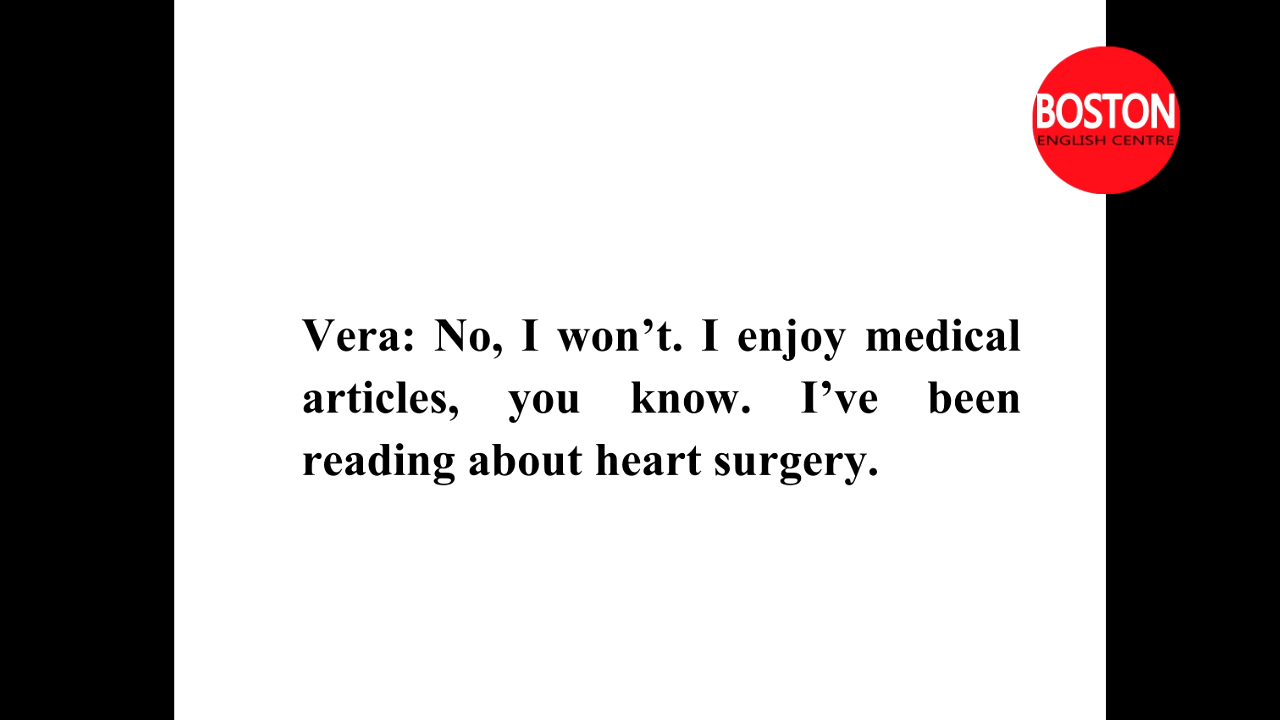 BOSTON
ENGLISH CENTRE
Vera: No, I won’t. I enjoy medical
articles, you know. I’ve been
reading about heart surgery.